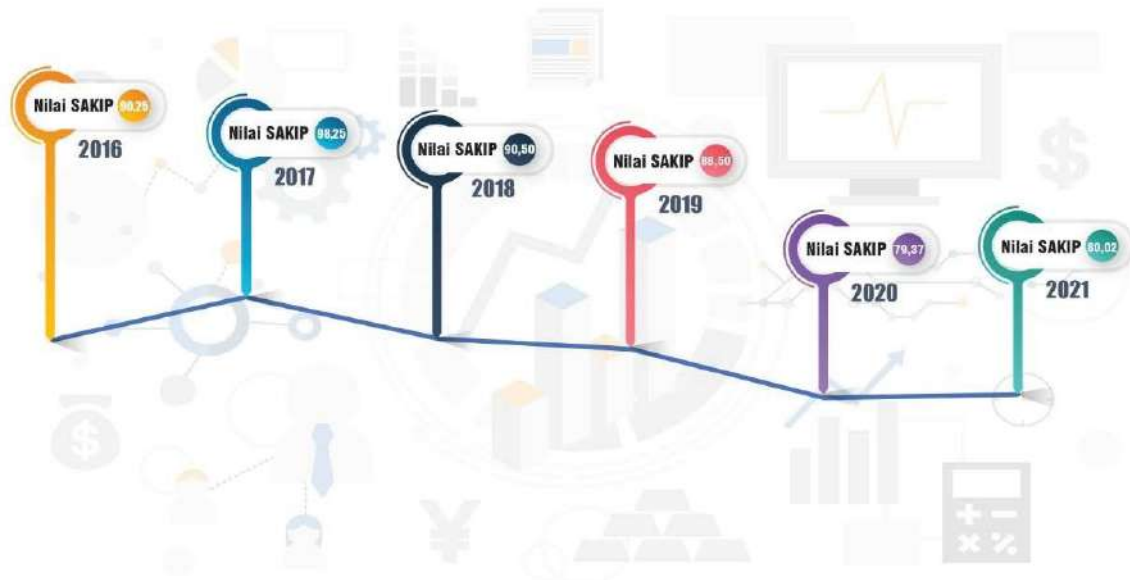 Nilai SAKIP 90,25
2016
Nilai SAKIP 98,25
2017
Nilai SAKIP 90,50
2018
Nilai SAKIP 88,50
2019
Nilai SAKIP 79,37
2020
Nilai SAKIP 80,02
2021